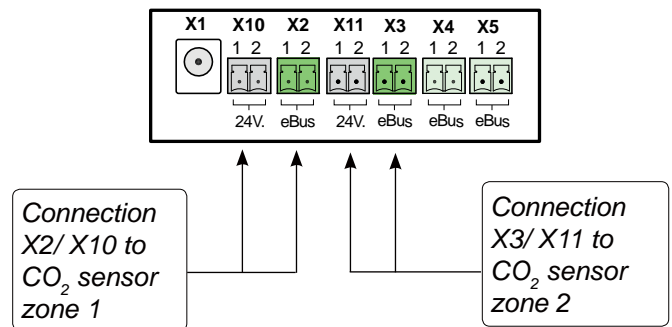 X1 X10 X2 X11 X3 X4 X5
1 2 1 2 1 2 1 2 1 2 1 2
24V. eBus 24V. eBus eBus eBus
Connection
X2/ X10 to
CO2 sensor
zone 1
Connection
X3/ X11 to
CO2 sensor
zone 2